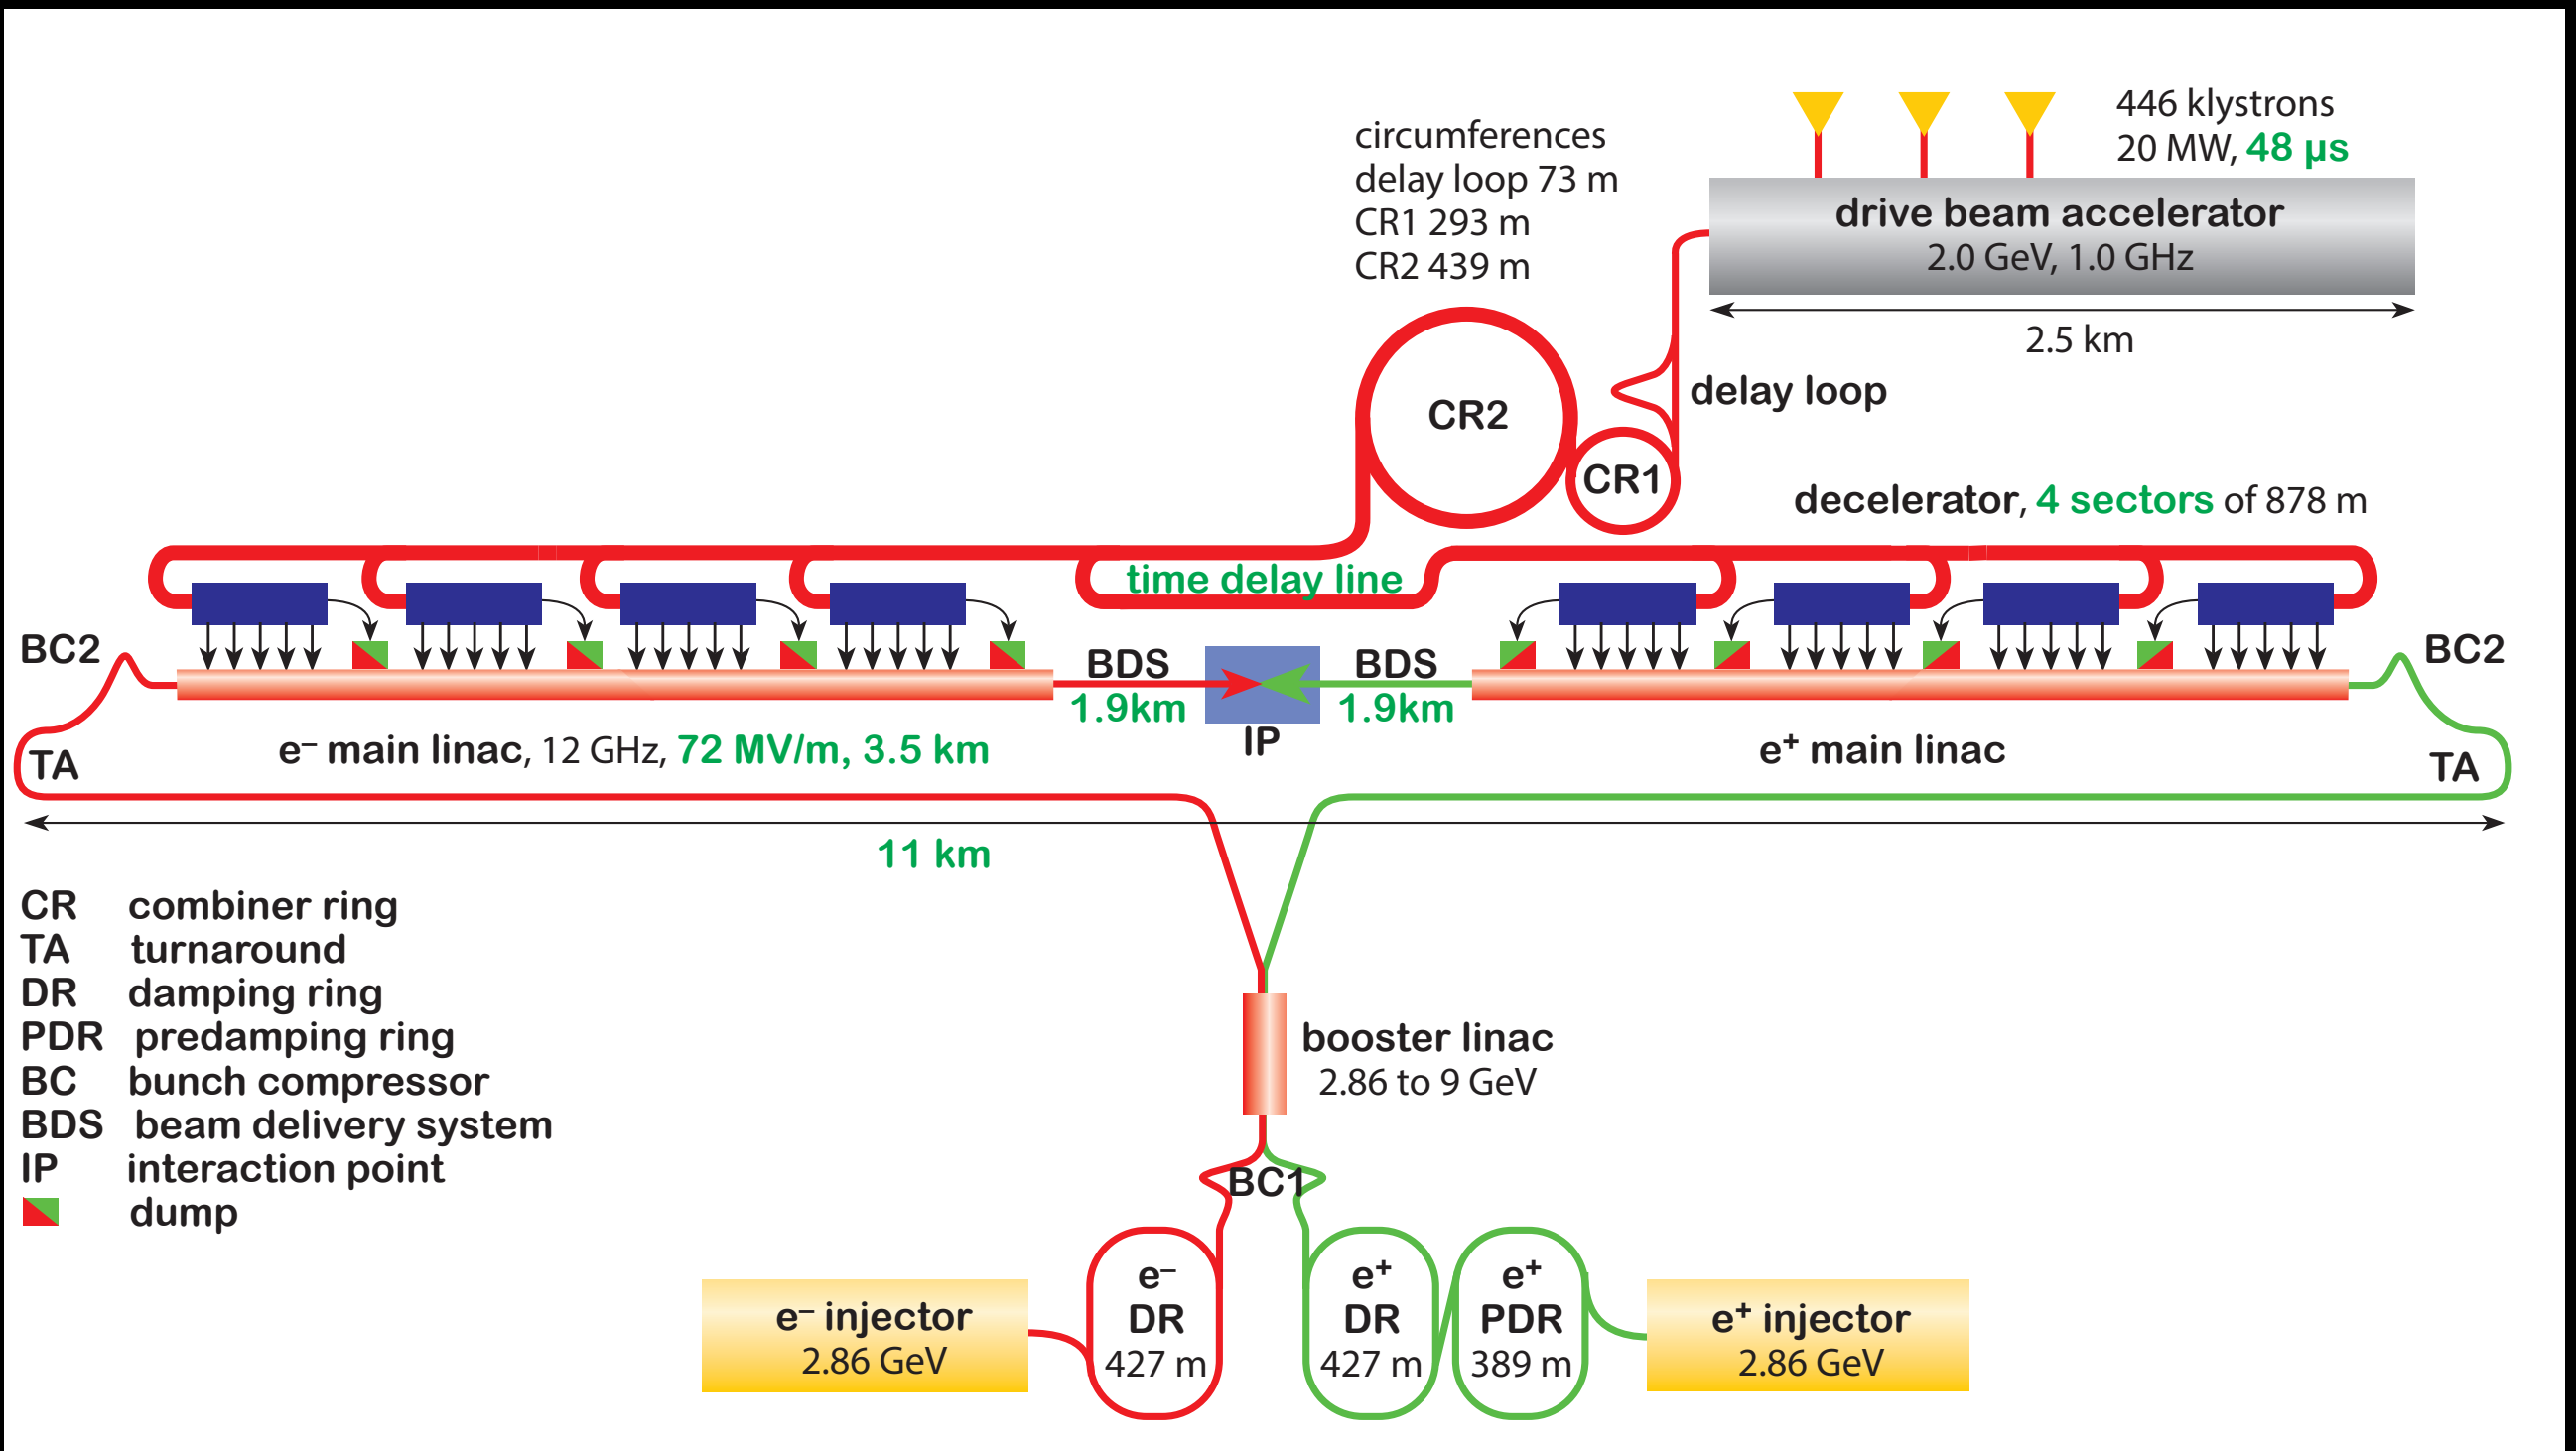 446 klystrons
20 MW, 48 µs
circumferences
delay loop 73 m
CR1 293 m
CR2 439 m
drive beam accelerator
2.0 GeV, 1.0 GHz
2.5 km
delay loop
CR2
CR1
decelerator, 4 sectors of 878 m
time delay line
BC2
BDS
1.9km
IP
BDS
1.9km
BC2
TA
e– main linac, 12 GHz, 72 MV/m, 3.5 km
e+ main linac
TA
11 km
CR combiner ring
TA turnaround
DR damping ring
PDR predamping ring
BC bunch compressor
BDS beam delivery system
IP interaction point
dump
booster linac
2.86 to 9 GeV
BC1
e– injector
2.86 GeV
e–
DR
427 m
e+
DR
427 m
e+
PDR
389 m
e+ injector
2.86 GeV